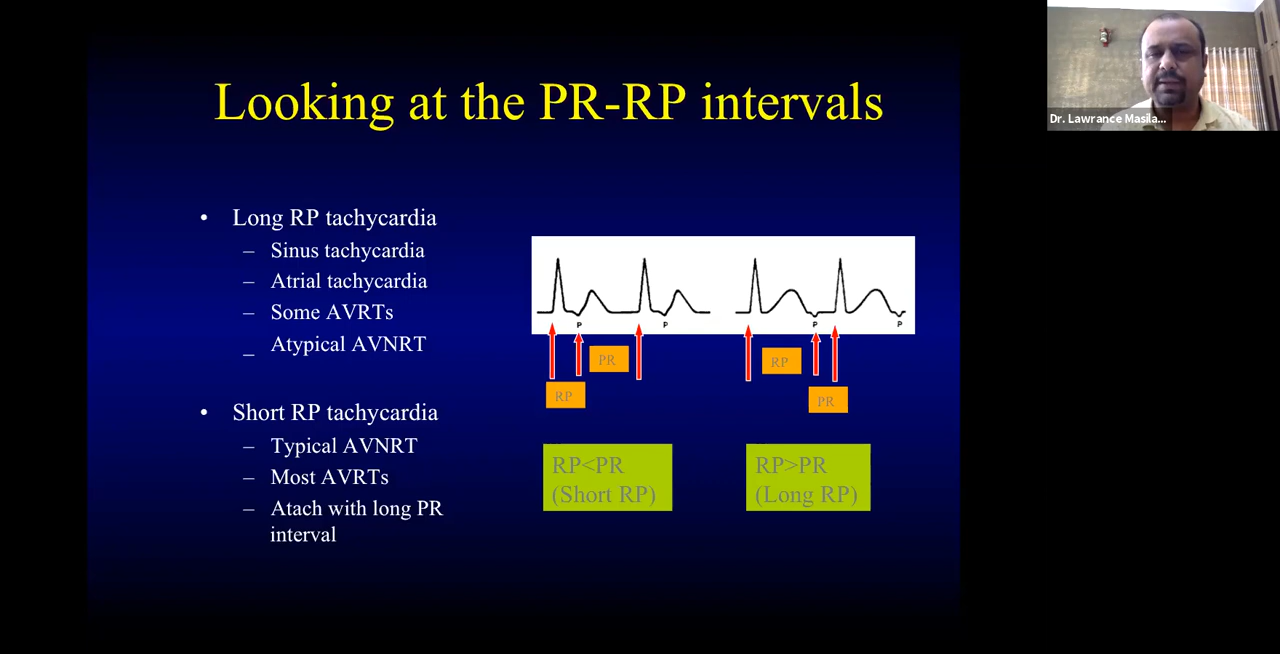 Looking at the PR-RP intervals
Dr. Lawrance Masila...
• Long RP tachycardia
– Sinus tachycardia
– Atrial tachycardia
– Some AVRTs
_ Atypical AVNRT
• Short RP tachycardia
– Typical AVNRT
– Most AVRTs
– Atach with long PR
interval
P P P P
PR RP
RP PR
RP<PR
(Short RP)
RP>PR
(Long RP)